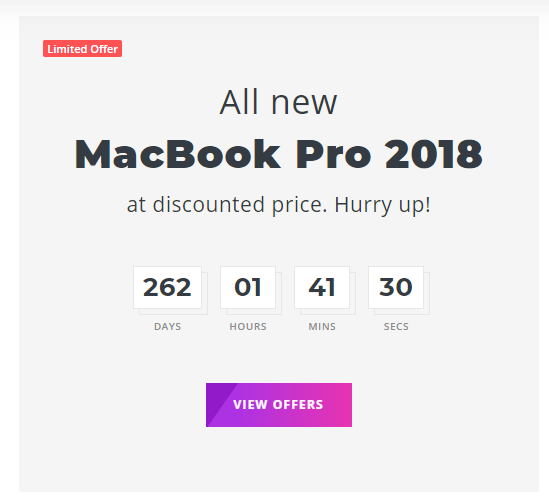 Limited Offer
All new
MacBook Pro 2018
at discounted price. Hurry up!
262 01 41 30
DAYS HOURS MINS SECS
VIEW OFFERS